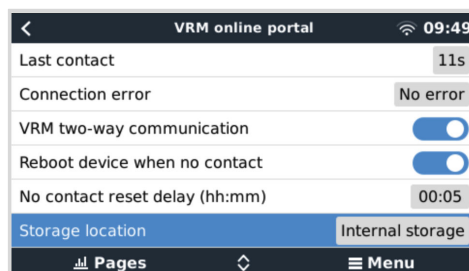 VRM online portal 09:49
Last contact 11s
Connection error No error
VRM two-way communication
Reboot device when no contact
No contact reset delay (hh:mm) 00:05
Storage location Internal storage
Pages Menu